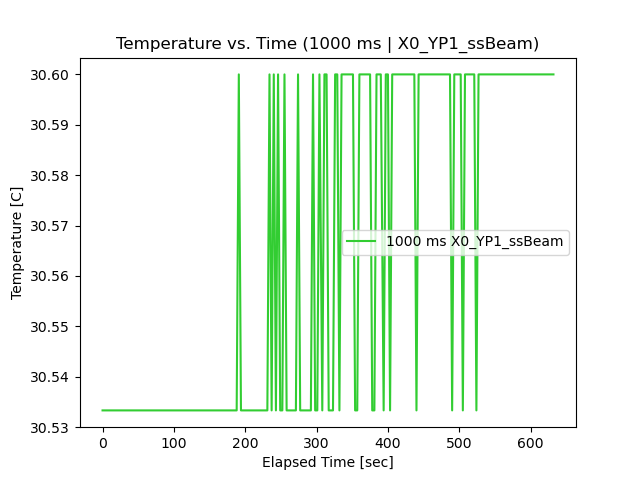 Temperature vs. Time (1000 ms | X0_YP1_ssBeam)
30.60
30.59
30.58
30.57
30.56
30.55
30.54
30.53
Temperature [C]
1000 ms X0_YP1_ssBeam
0 100 200 300 400 500 600
Elapsed Time [sec]